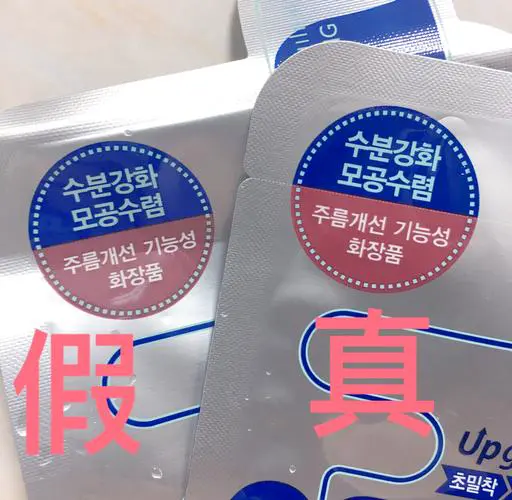 수분강화
모공수렴
주름개선 기능성
화장품
假
수분강화
모공수렴
주름개선 기능성
화장품
真
초밀착